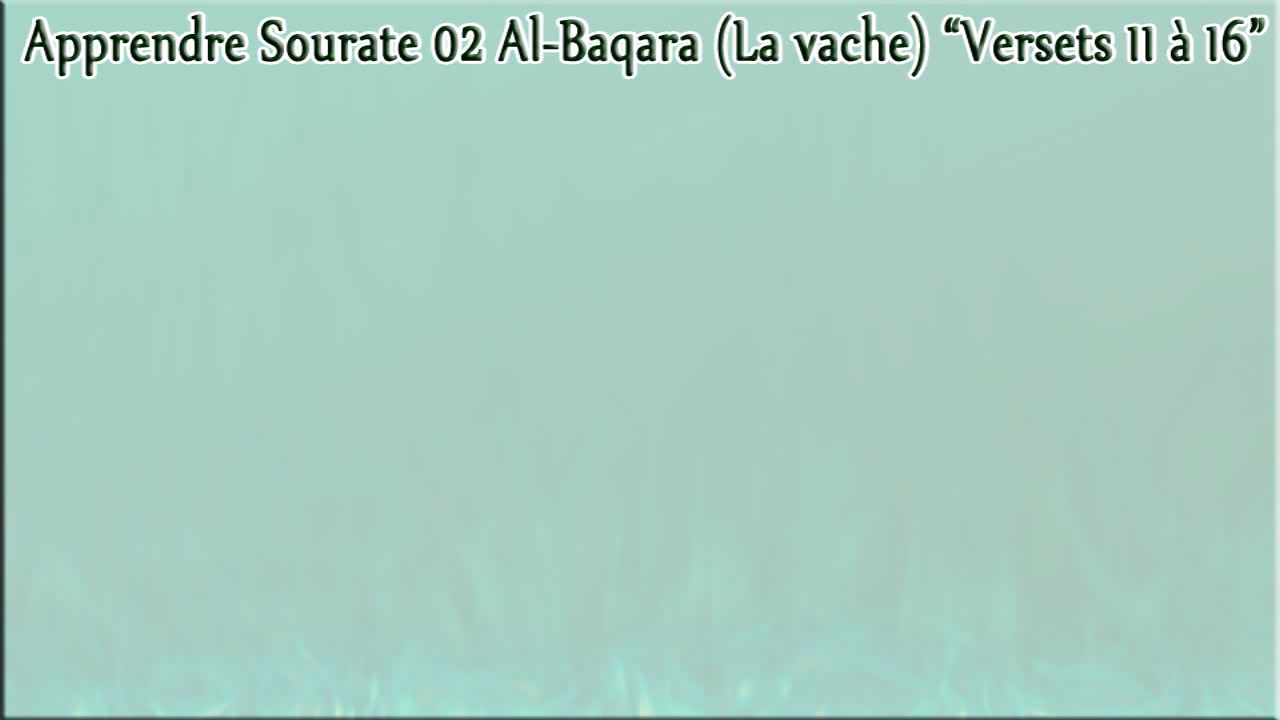 Apprendre Sourate 02 Al-Baqara (La vache) “Versets 11 à 16”